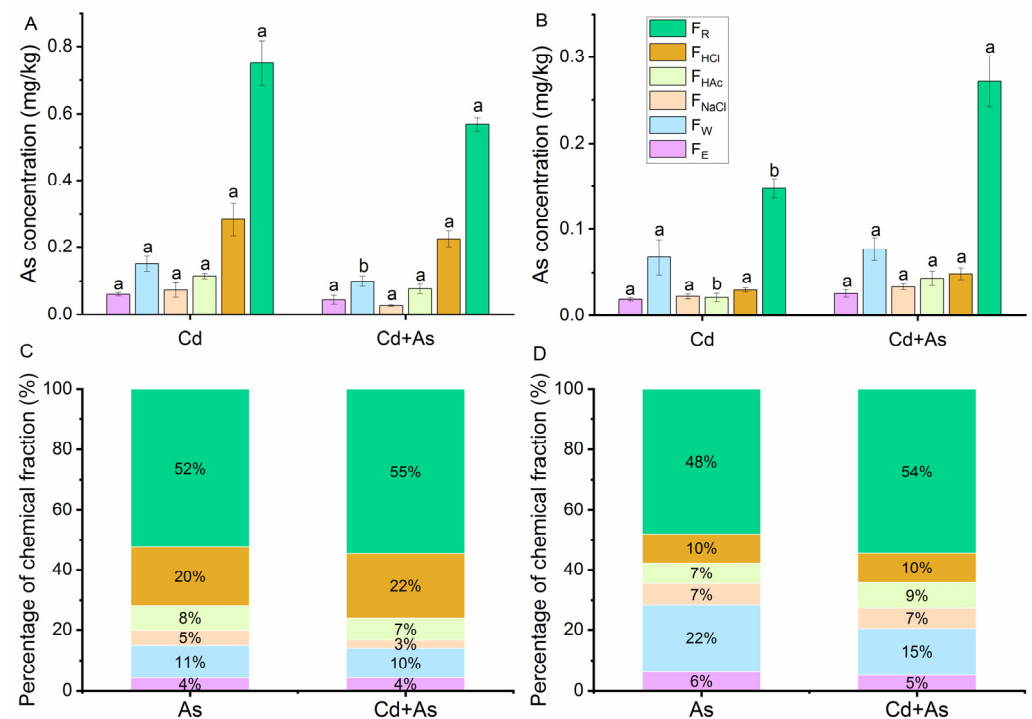 A
As concentration (mg/kg)
0.8
0.6
0.4
0.2
0.0
a a a a a a
a b a a a a
Cd Cd+As
B
As concentration (mg/kg)
0.3
0.2
0.1
0.0
F_R
F_HCl
F_HAc
F_NaCl
F_W
F_E
a a a b a b
a a a a a a
Cd Cd+As
C
Percentage of chemical fraction (%)
100
80
60
40
20
0
52%
20%
8%
5%
11%
4%
55%
22%
7%
3%
10%
4%
As Cd+As
D
Percentage of chemical fraction (%)
100
80
60
40
20
0
48%
10%
7%
7%
22%
6%
54%
10%
9%
7%
15%
5%
As Cd+As